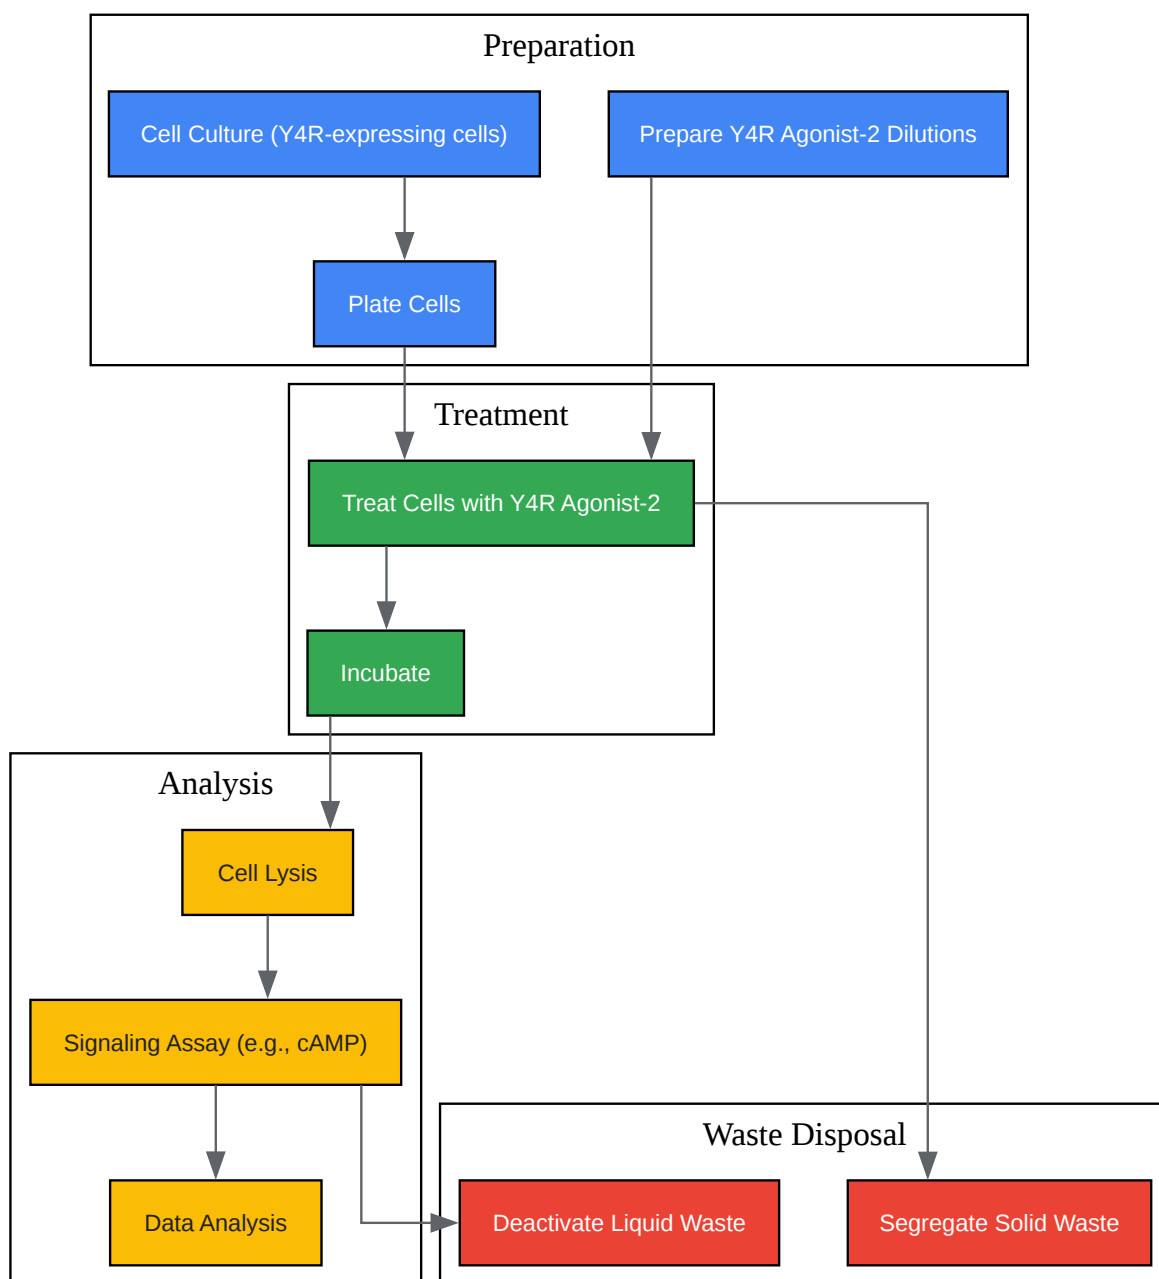 Preparation
Cell Culture (Y4R-expressing cells)
Prepare Y4R Agonist-2 Dilutions
Plate Cells
Treatment
Treat Cells with Y4R Agonist-2
Incubate
Analysis
Cell Lysis
Signaling Assay (e.g., cAMP)
Data Analysis
Waste Disposal
Deactivate Liquid Waste
Segregate Solid Waste